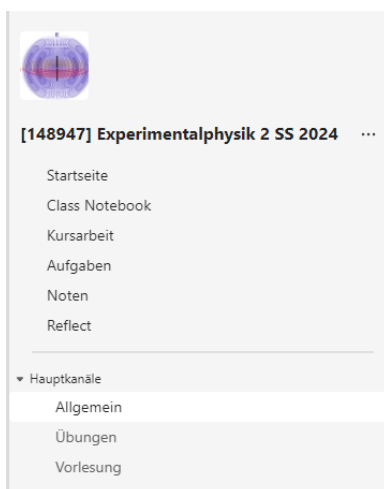 [148947] Experimentalphysik 2 SS 2024 ...
Startseite
Class Notebook
Kursarbeit
Aufgaben
Noten
Reflect
Hauptkanäle
Allgemein
Übungen
Vorlesung